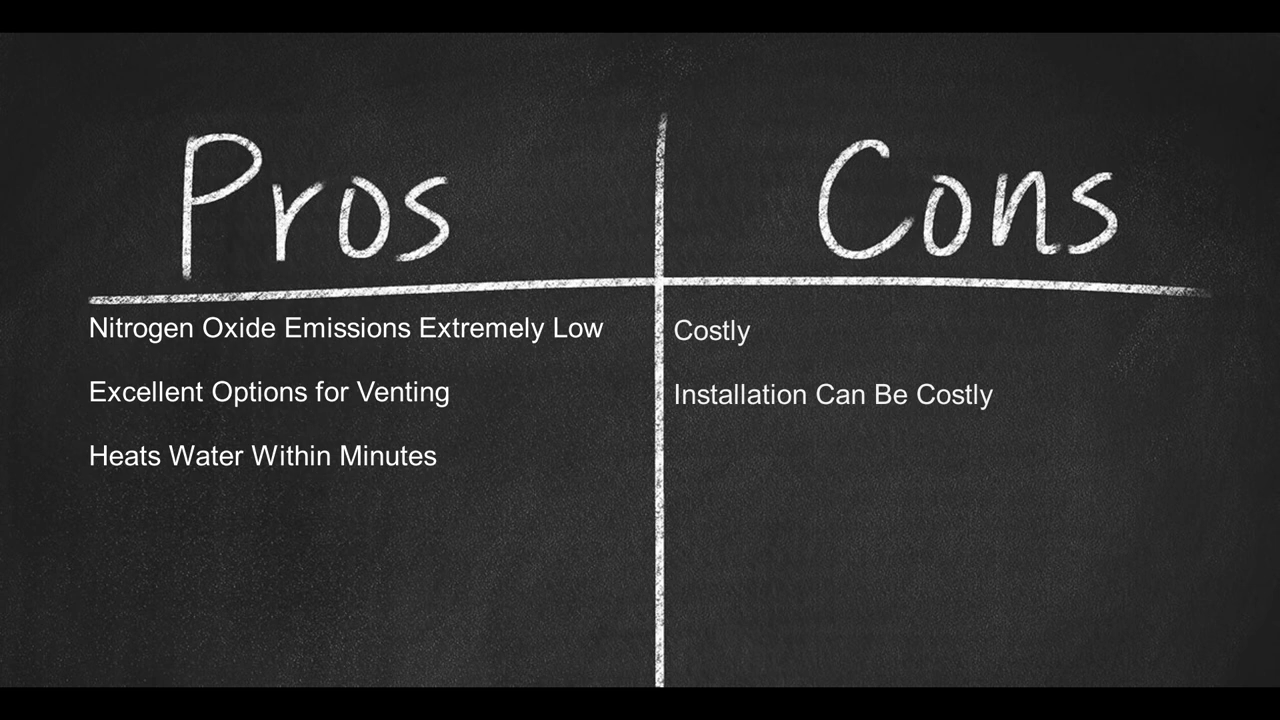 Pros
Cons
Nitrogen Oxide Emissions Extremely Low
Excellent Options for Venting
Heats Water Within Minutes
Costly
Installation Can Be Costly